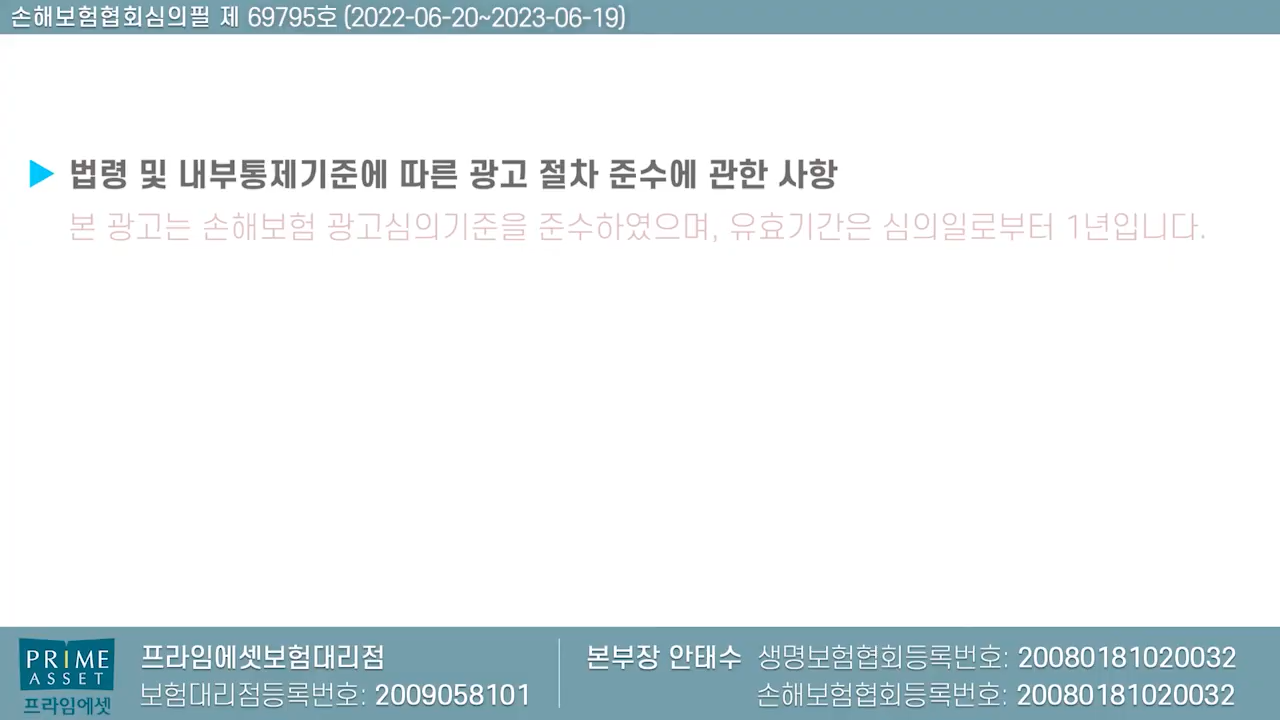 손해보험협회심의필 제 69795호 (2022-06-20~2023-06-19)
▶ 법령 및 내부통제기준에 따른 광고 절차 준수에 관한 사항
본 광고는 손해보험 광고심의기준을 준수하였으며, 유효기간은 심의일로부터 1년입니다.
PRIME
ASSET
프라임에셋
프라임에셋보험대리점
보험대리점등록번호: 2009058101
본부장 안태수 생명보험협회등록번호: 20080181020032
손해보험협회등록번호: 20080181020032